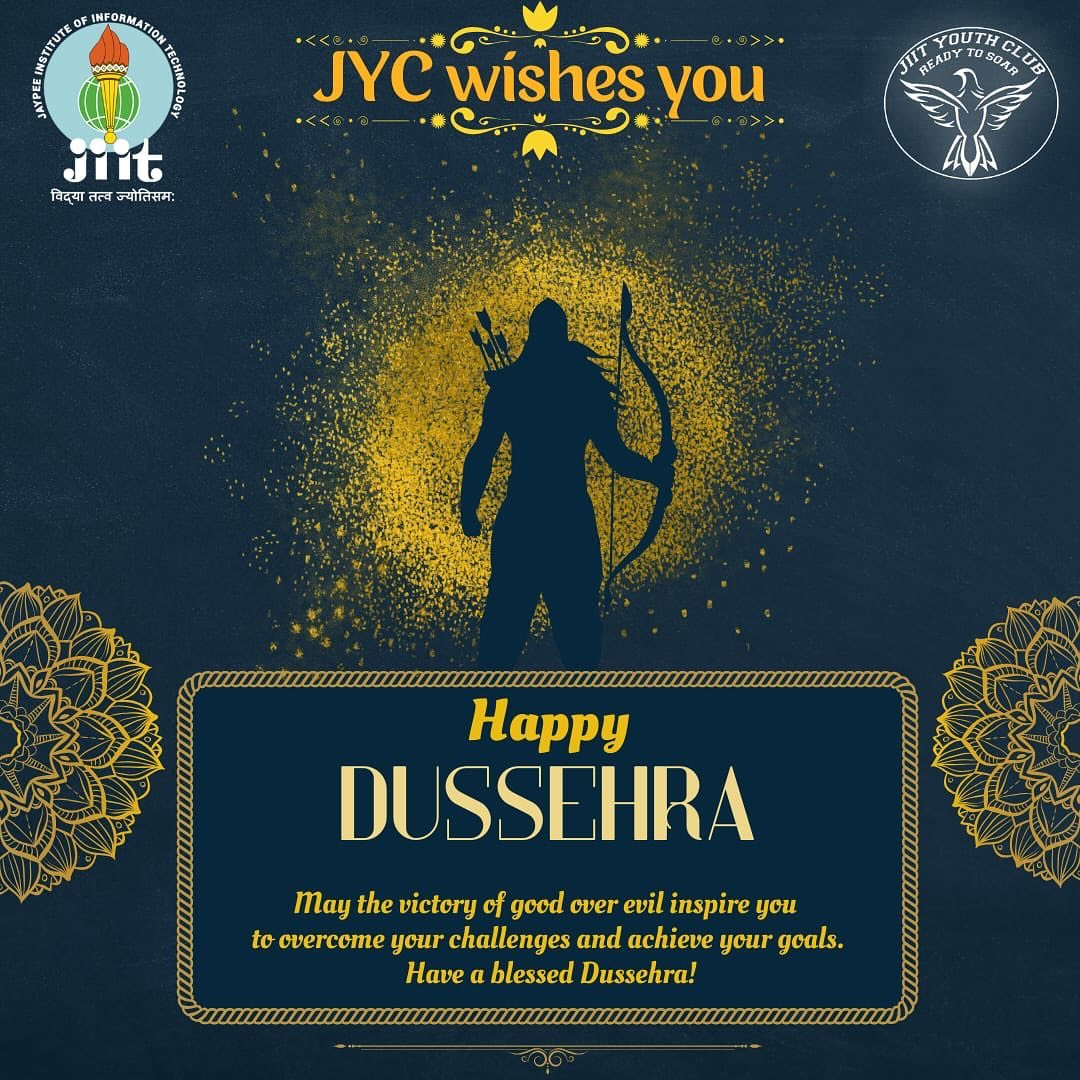 JAYPEE INSTITUTE OF INFORMATION TECHNOLOGY
jiit
विद्या तत्व ज्योतिसम:
JYC wishes you
JIIT YOUTH CLUB
READY TO SOAR
Happy
DUSSEHRA
May the victory of good over evil inspire you
to overcome your challenges and achieve your goals.
Have a blessed Dussehra!